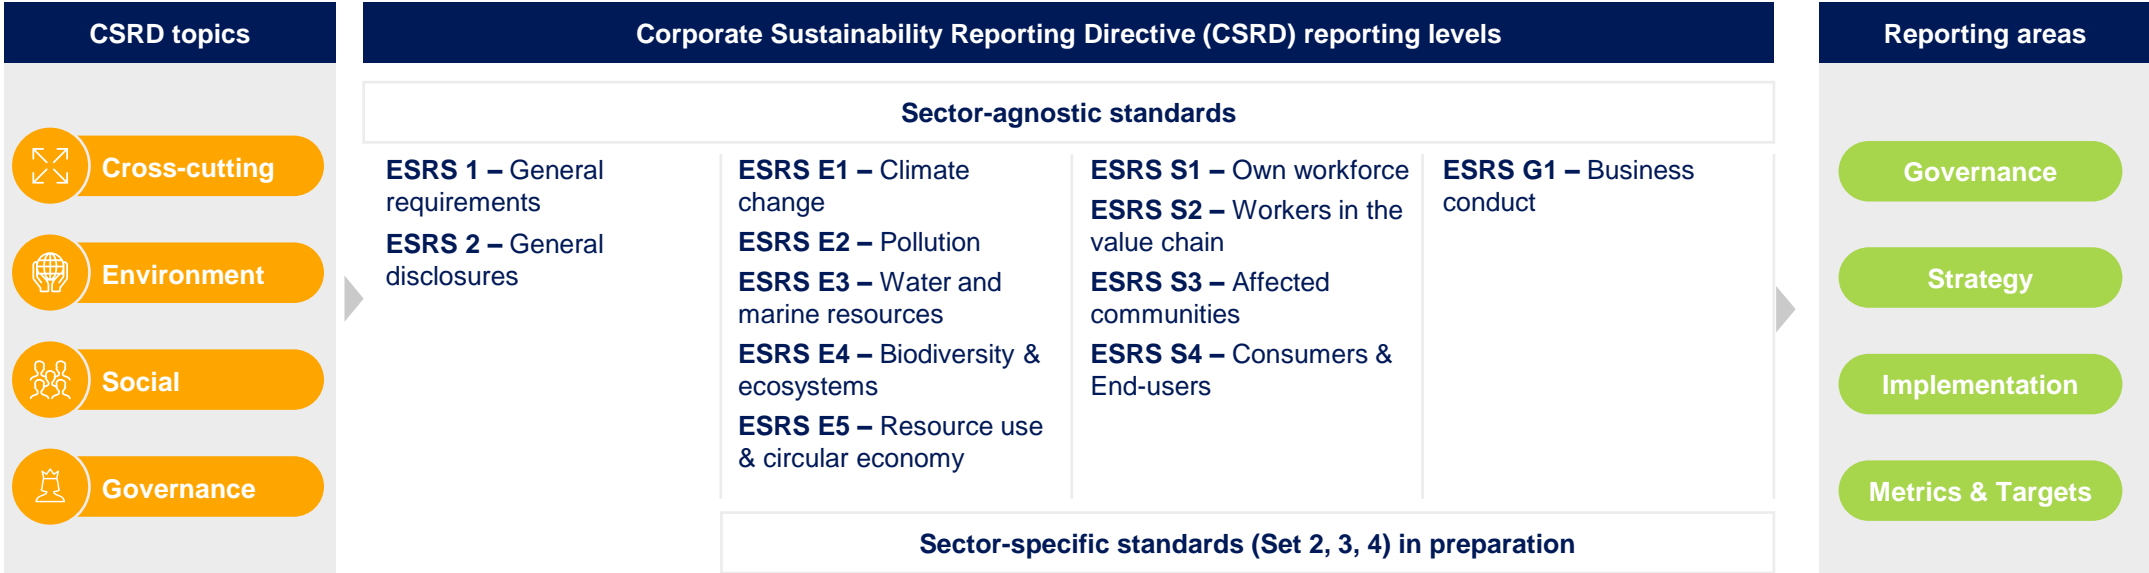 CSRD topics
Cross-cutting
Environment
Social
Governance
Corporate Sustainability Reporting Directive (CSRD) reporting levels
Sector-agnostic standards
ESRS 1 – General
requirements
ESRS 2 – General
disclosures
ESRS E1 – Climate
change
ESRS E2 – Pollution
ESRS E3 – Water and
marine resources
ESRS E4 – Biodiversity &
ecosystems
ESRS E5 – Resource use
& circular economy
ESRS S1 – Own workforce
ESRS S2 – Workers in the
value chain
ESRS S3 – Affected
communities
ESRS S4 – Consumers &
End-users
ESRS G1 – Business
conduct
Sector-specific standards (Set 2, 3, 4) in preparation
Reporting areas
Governance
Strategy
Implementation
Metrics & Targets